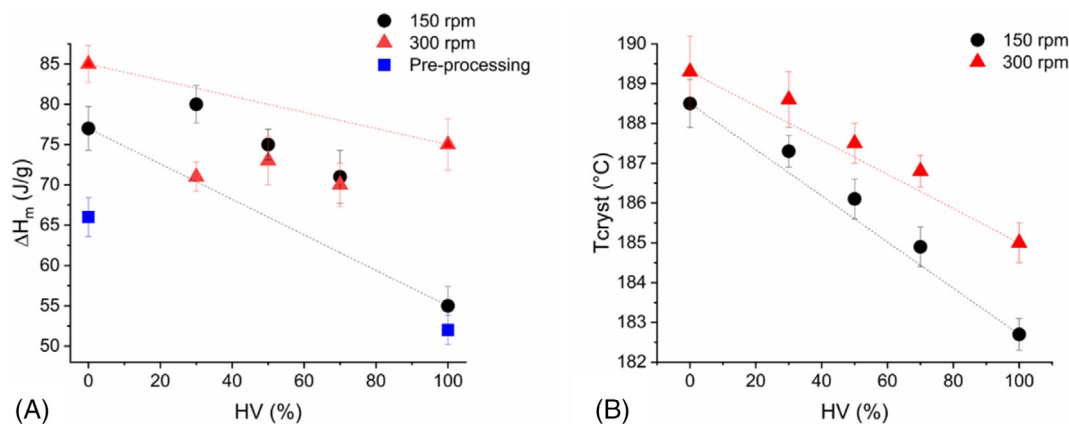 150 rpm
300 rpm
Pre-processing
85
80
75
70
65
60
55
50
ΔHm (J/g)
0 20 40 60 80 100
HV (%)
(A)
150 rpm
300 rpm
190
189
188
187
186
185
184
183
182
Tcryst (°C)
0 20 40 60 80 100
HV (%)
(B)